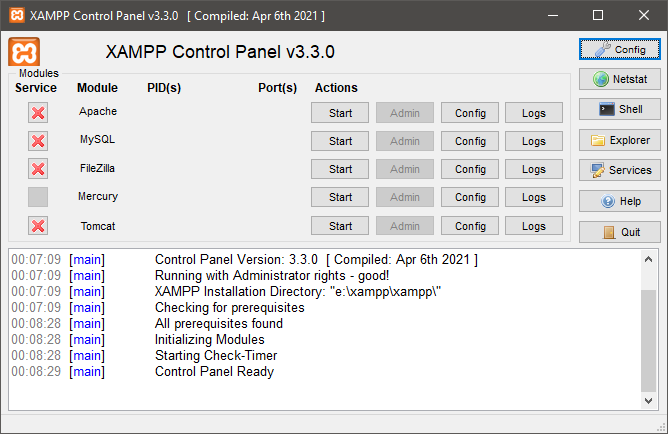 XAMPP Control Panel v3.3.0 [ Compiled: Apr 6th 2021 ]
XAMPP Control Panel v3.3.0
Config
Modules
Netstat
Service Module PID(s) Port(s) Actions
Apache Start Admin Config Logs
Shell
MySQL Start Admin Config Logs
Explorer
FileZilla Start Admin Config Logs
Services
Mercury Start Admin Config Logs
Help
Tomcat Start Admin Config Logs
Quit
00:07:09 [main] Control Panel Version: 3.3.0 [ Compiled: Apr 6th 2021 ]
00:07:09 [main] Running with Administrator rights - good!
00:07:09 [main] XAMPP Installation Directory: "e:\xampp\xampp\"
00:07:09 [main] Checking for prerequisites
00:08:28 [main] All prerequisites found
00:08:28 [main] Initializing Modules
00:08:28 [main] Starting Check-Timer
00:08:29 [main] Control Panel Ready